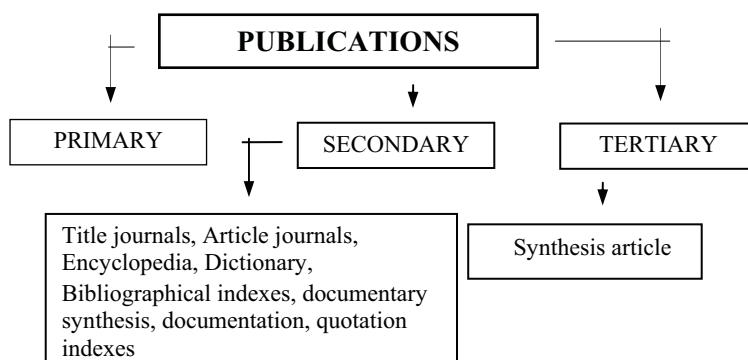 PUBLICATIONS
PRIMARY
SECONDARY
TERTIARY
Title journals, Article journals,
Encyclopedia, Dictionary,
Bibliographical indexes, documentary
synthesis, documentation, quotation
indexes
Synthesis article